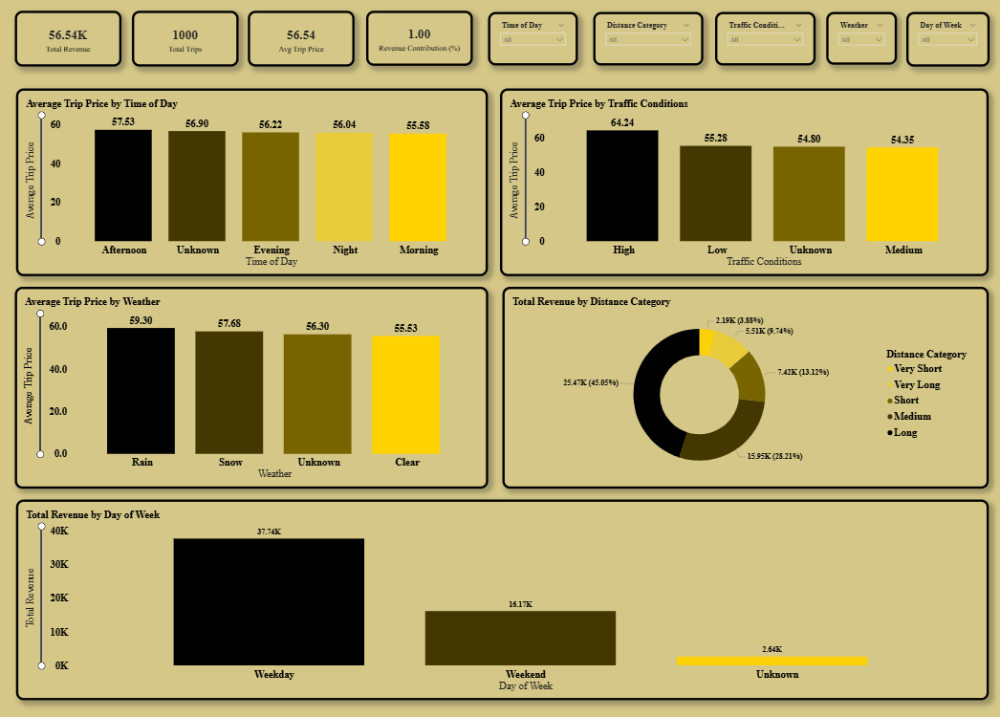 56.54K
Total Revenue
1000
Total Trips
56.54
Avg Trip Price
1.00
Revenue Contribution (%)
Time of Day
All
Distance Category
All
Traffic Conditi...
All
Weather
All
Day of Week
All
Average Trip Price by Time of Day
Average Trip Price
60
40
20
0
57.53
56.90
56.22
56.04
55.58
Afternoon
Unknown
Evening
Night
Morning
Time of Day
Average Trip Price by Traffic Conditions
Average Trip Price
60
40
20
0
64.24
55.28
54.80
54.35
High
Low
Unknown
Medium
Traffic Conditions
Average Trip Price by Weather
Average Trip Price
60.0
40.0
20.0
0.0
59.30
57.68
56.30
55.53
Rain
Snow
Unknown
Clear
Weather
Total Revenue by Distance Category
2.19K (3.88%)
5.51K (9.74%)
7.42K (13.12%)
15.95K (28.21%)
25.47K (45.05%)
Distance Category
Very Short
Very Long
Short
Medium
Long
Total Revenue by Day of Week
Total Revenue
40K
30K
20K
10K
0K
37.74K
16.17K
2.64K
Weekday
Weekend
Unknown
Day of Week